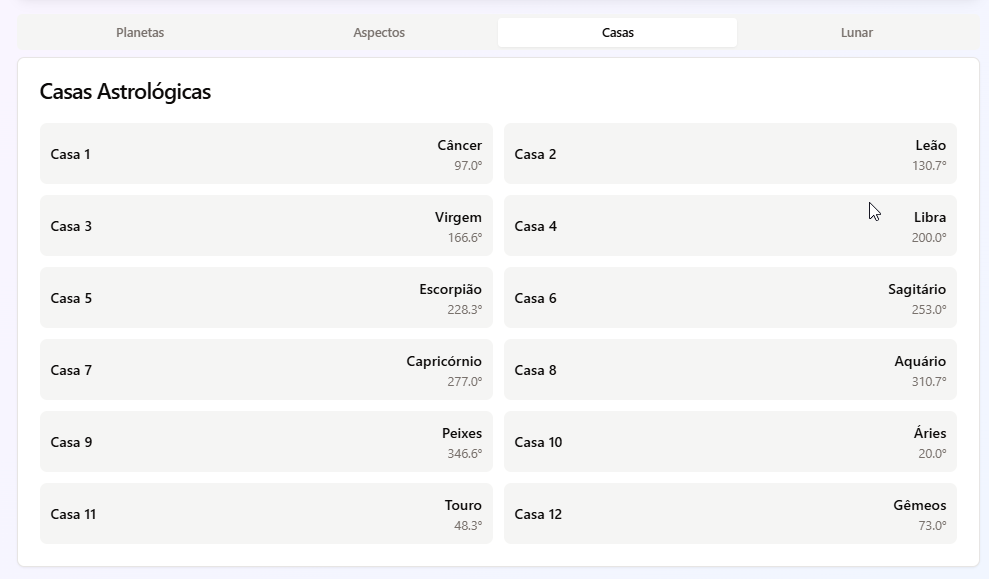 Planetas
Aspectos
Casas
Lunar
Casas Astrológicas
Casa 1
Câncer
97.0°
Casa 2
Leão
130.7°
Casa 3
Virgem
166.6°
Casa 4
Libra
200.0°
Casa 5
Escorpião
228.3°
Casa 6
Sagitário
253.0°
Casa 7
Capricórnio
277.0°
Casa 8
Aquário
310.7°
Casa 9
Peixes
346.6°
Casa 10
Áries
20.0°
Casa 11
Touro
48.3°
Casa 12
Gêmeos
73.0°